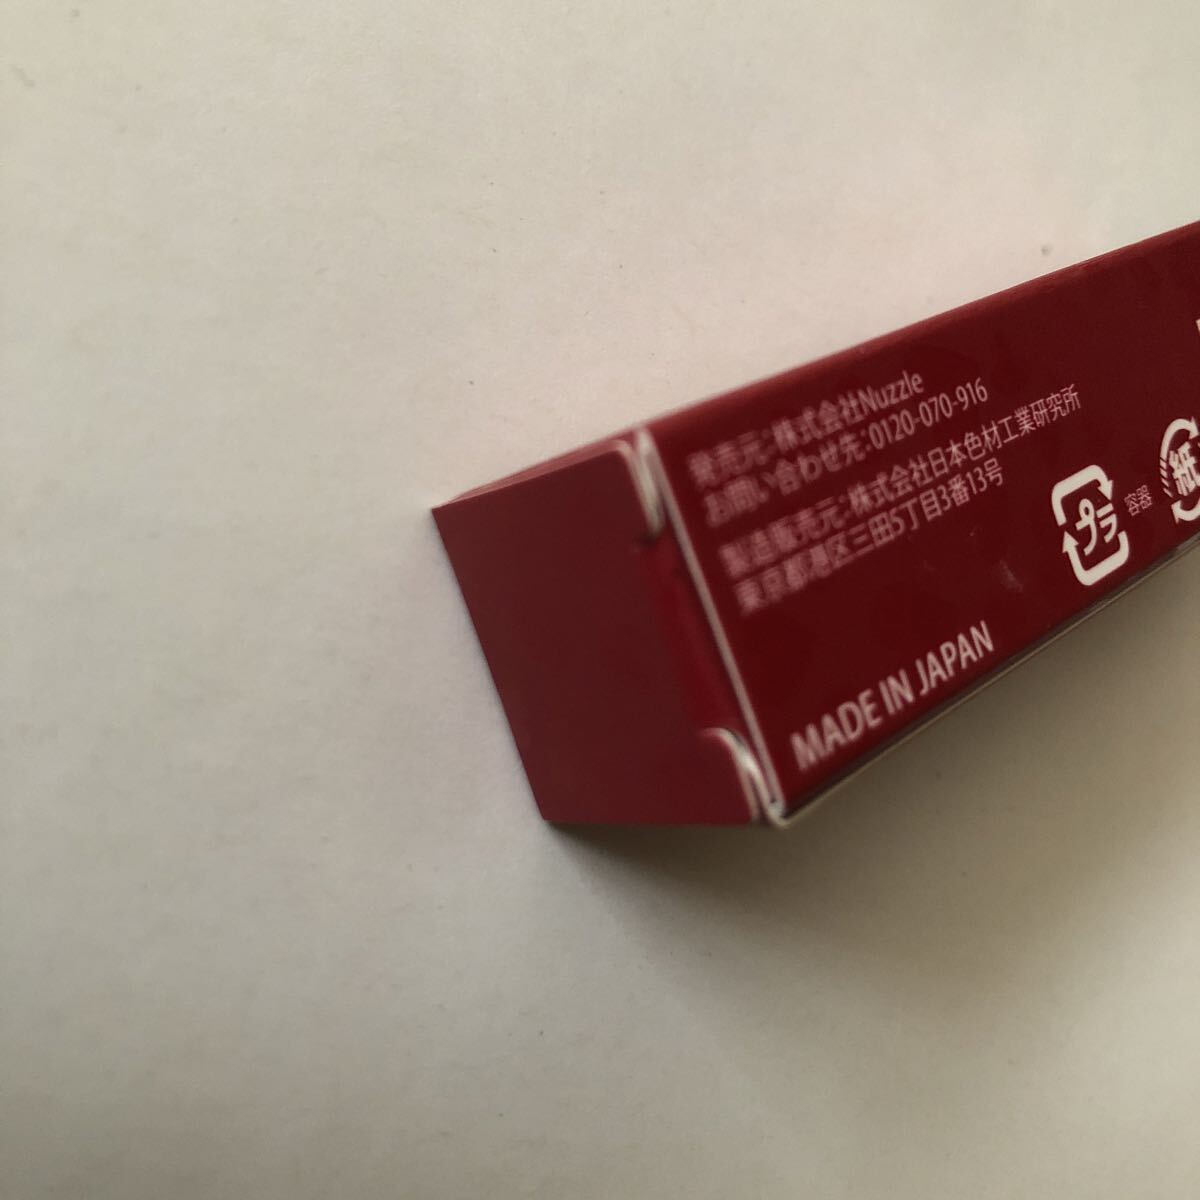 発売元：株式会社Nuzzle
お問い合わせ先：0120-070-916
製造販売元：株式会社日本色材工業研究所
東京都港区三田5丁目3番13号
プラ
容器
紙
MADE IN JAPAN